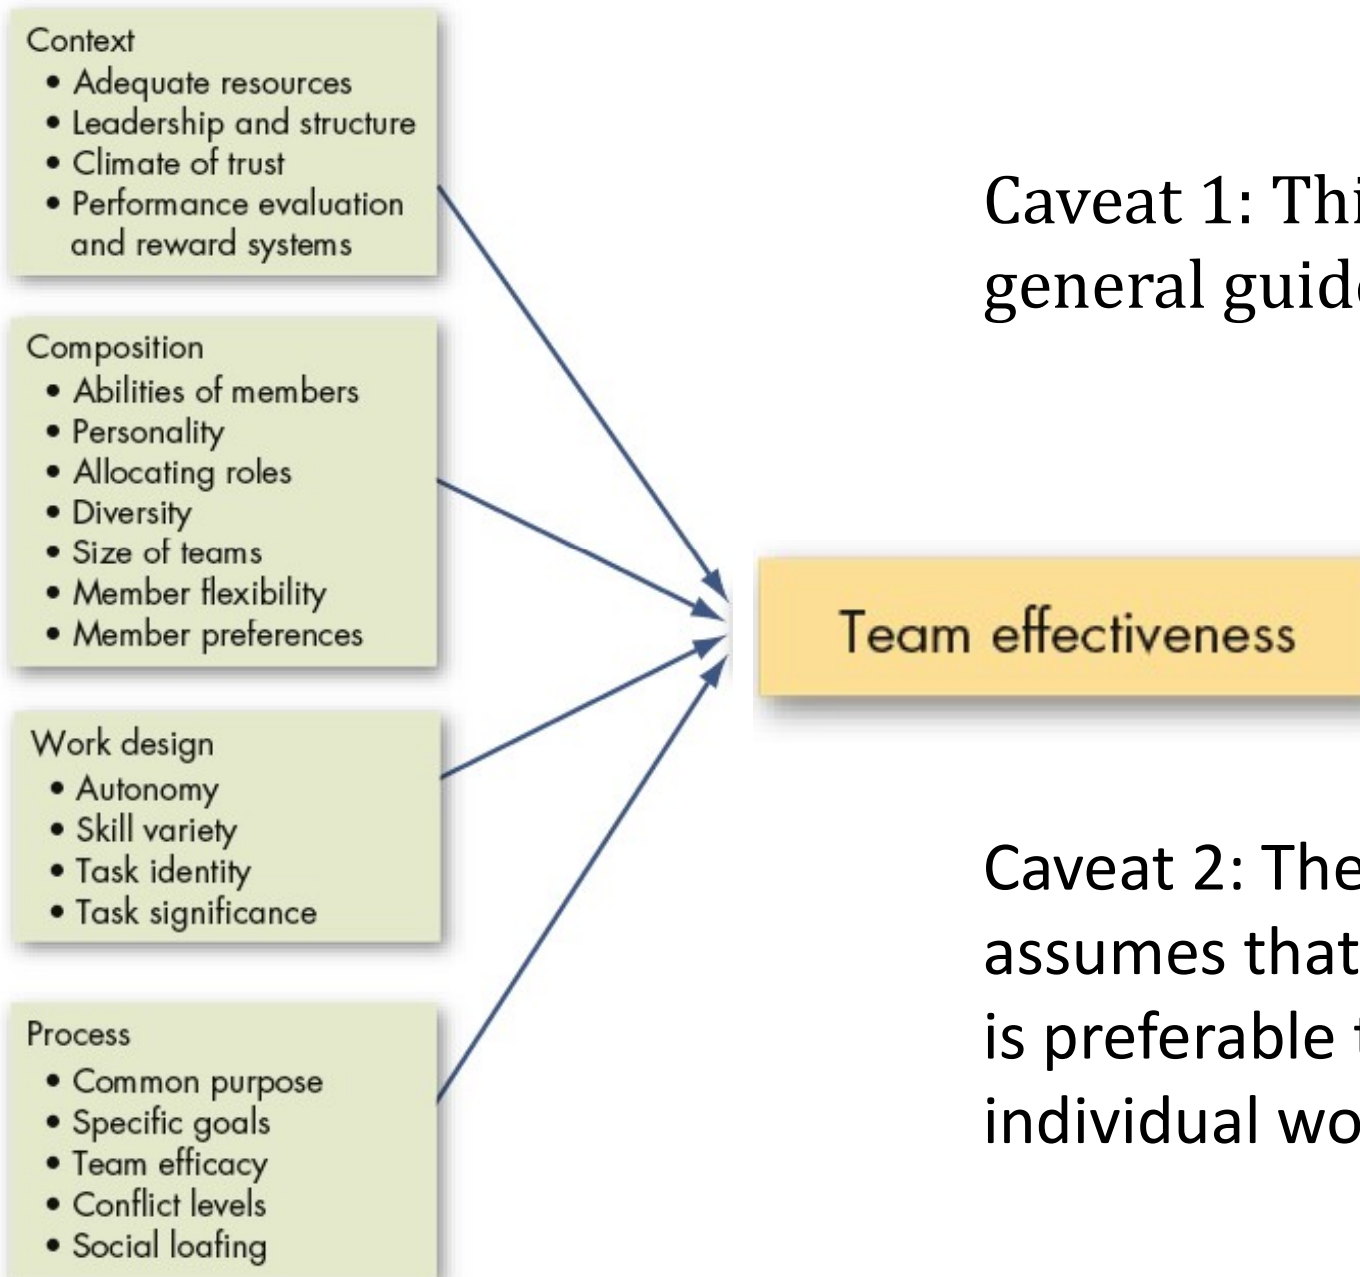 Context
• Adequate resources
• Leadership and structure
• Climate of trust
• Performance evaluation
and reward systems
Composition
• Abilities of members
• Personality
• Allocating roles
• Diversity
• Size of teams
• Member flexibility
• Member preferences
Work design
• Autonomy
• Skill variety
• Task identity
• Task significance
Process
• Common purpose
• Specific goals
• Team efficacy
• Conflict levels
• Social loafing
Team effectiveness
Caveat 1:
general
Caveat 2: The
assumes that
is preferable
individual